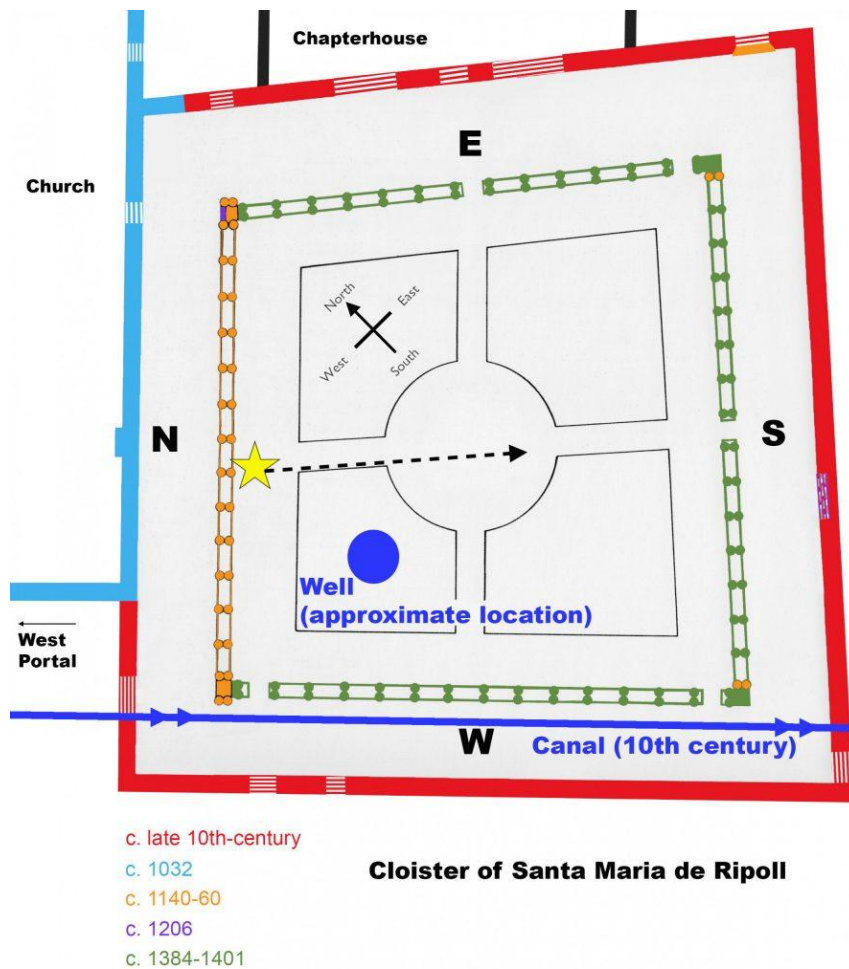 Chapterhouse
E
Church
North
East
West
South
N
S
Well
(approximate location)
West
Portal
W
Canal (10th century)
c. late 10th-century
c. 1032
c. 1140-60
c. 1206
c. 1384-1401
Cloister of Santa Maria de Ripoll